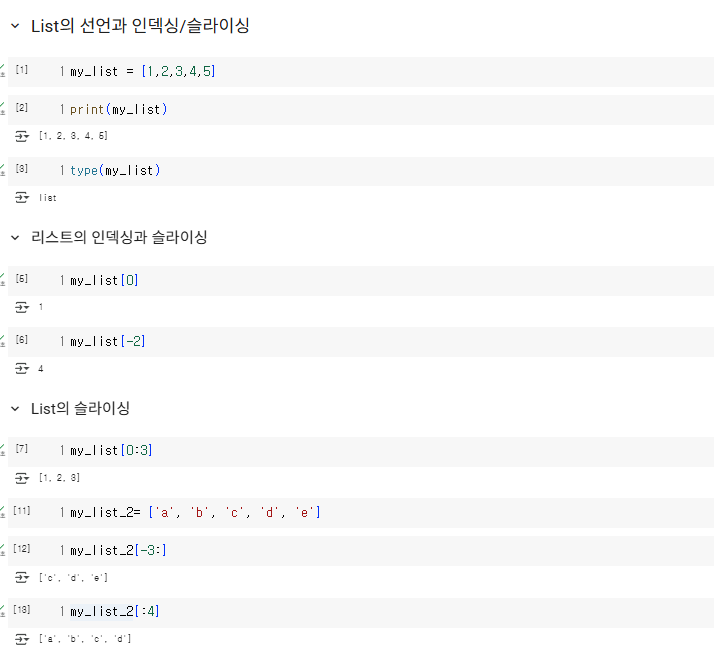 List의 선언과 인덱싱/슬라이싱
[1] 1 my_list = [1,2,3,4,5]
[2] 1 print(my_list)
[1, 2, 3, 4, 5]
[3] 1 type(my_list)
list
리스트의 인덱싱과 슬라이싱
[5] 1 my_list[0]
1
[6] 1 my_list[-2]
4
List의 슬라이싱
[7] 1 my_list[0:3]
[1, 2, 3]
[11] 1 my_list_2= ['a', 'b', 'c', 'd', 'e']
[12] 1 my_list_2[-3:]
['c', 'd', 'e']
[13] 1 my_list_2[:4]
['a', 'b', 'c', 'd']